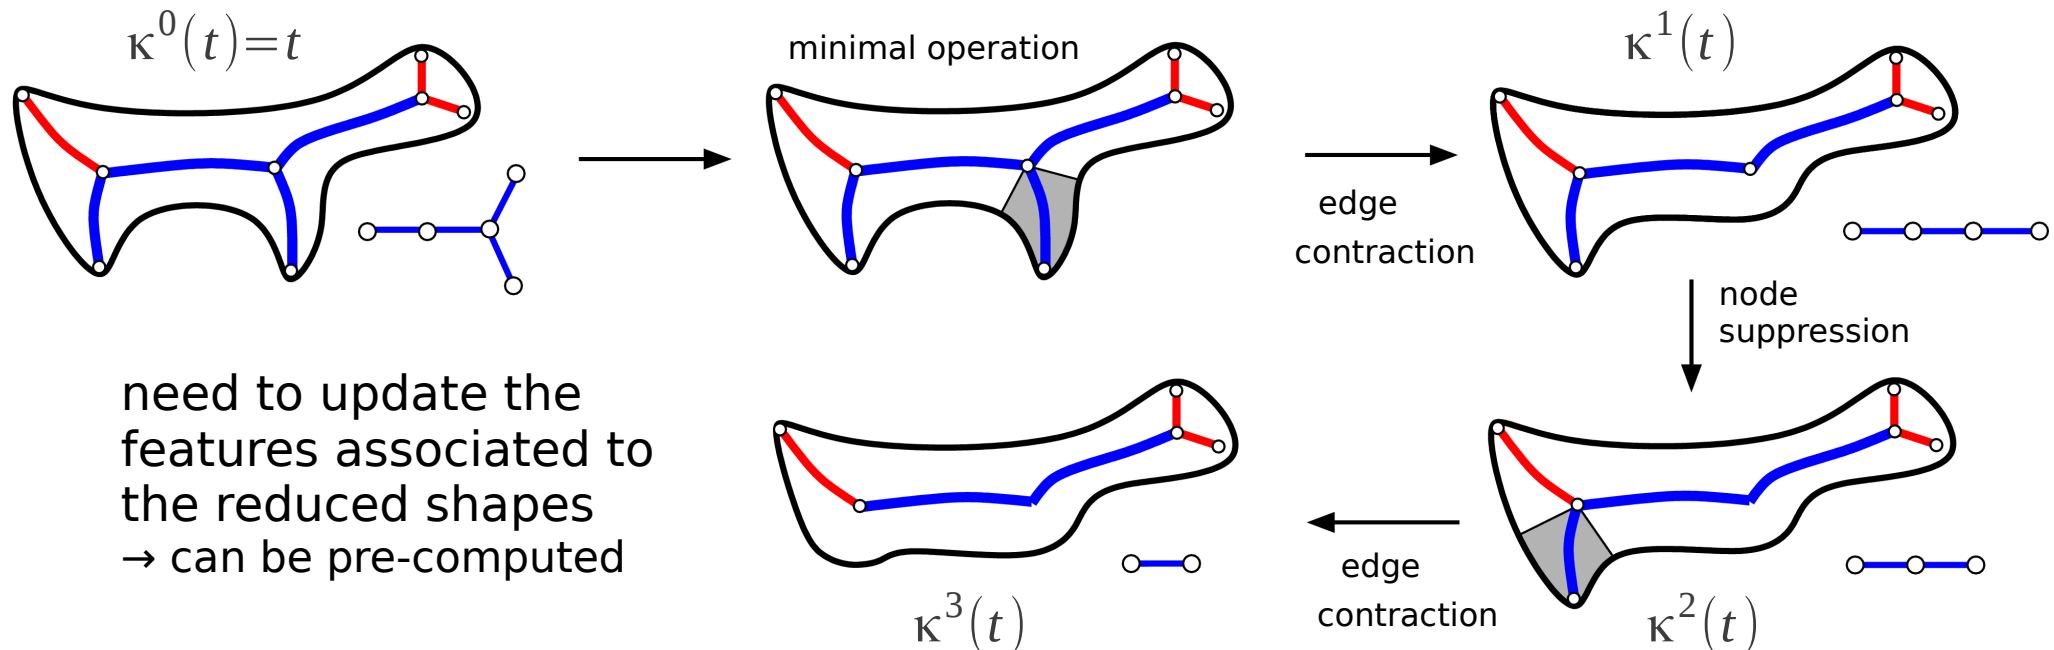 κ⁰(t)=t
minimal operation
κ¹(t)
edge
contraction
node
suppression
need to update the
features associated to
the reduced shapes
→ can be pre-computed
edge
contraction
κ³(t)
κ²(t)